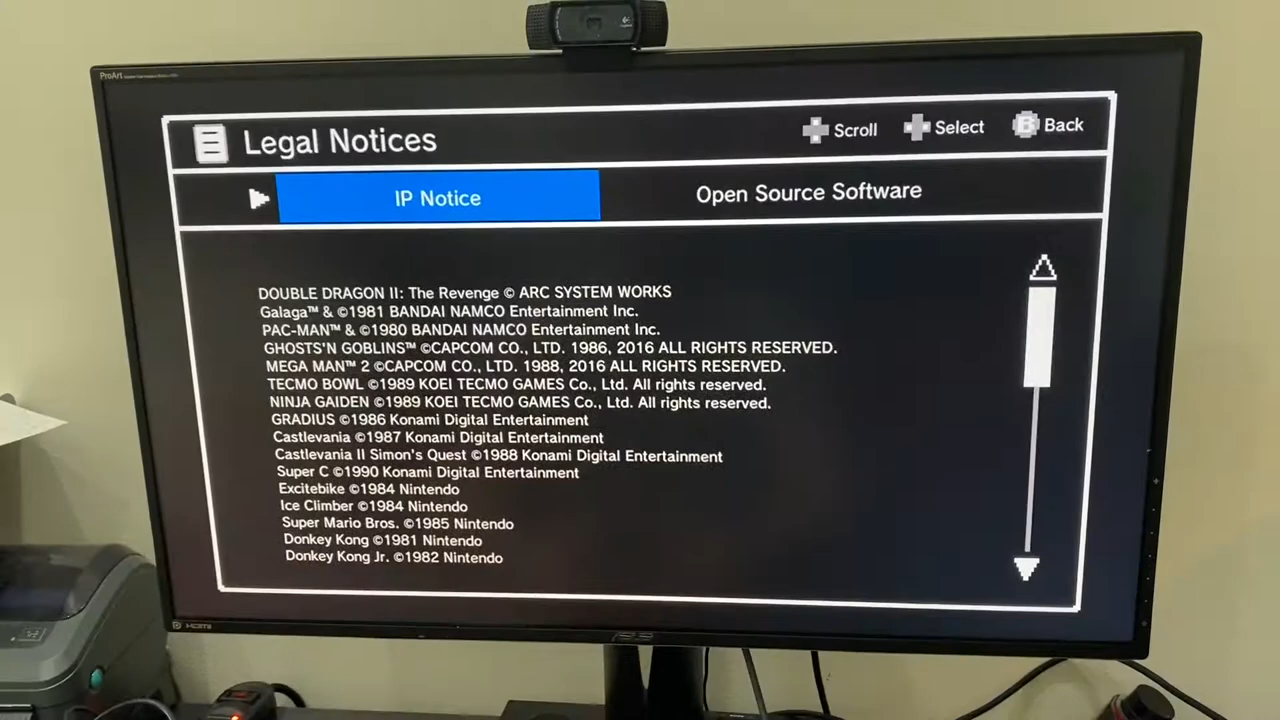 logitech
ProArt
Legal Notices
Scroll
Select
B Back
IP Notice
Open Source Software
DOUBLE DRAGON II: The Revenge © ARC SYSTEM WORKS
Galaga™ & ©1981 BANDAI NAMCO Entertainment Inc.
PAC-MAN™ & ©1980 BANDAI NAMCO Entertainment Inc.
GHOSTS'N GOBLINS™ ©CAPCOM CO., LTD. 1986, 2016 ALL RIGHTS RESERVED.
MEGA MAN™ 2 ©CAPCOM CO., LTD. 1988, 2016 ALL RIGHTS RESERVED.
TECMO BOWL ©1989 KOEI TECMO GAMES Co., Ltd. All rights reserved.
NINJA GAIDEN ©1989 KOEI TECMO GAMES Co., Ltd. All rights reserved.
GRADIUS ©1986 Konami Digital Entertainment
Castlevania ©1987 Konami Digital Entertainment
Castlevania II Simon's Quest ©1988 Konami Digital Entertainment
Super C ©1990 Konami Digital Entertainment
Excitebike ©1984 Nintendo
Ice Climber ©1984 Nintendo
Super Mario Bros. ©1985 Nintendo
Donkey Kong ©1981 Nintendo
Donkey Kong Jr. ©1982 Nintendo
HDMI
ASUS